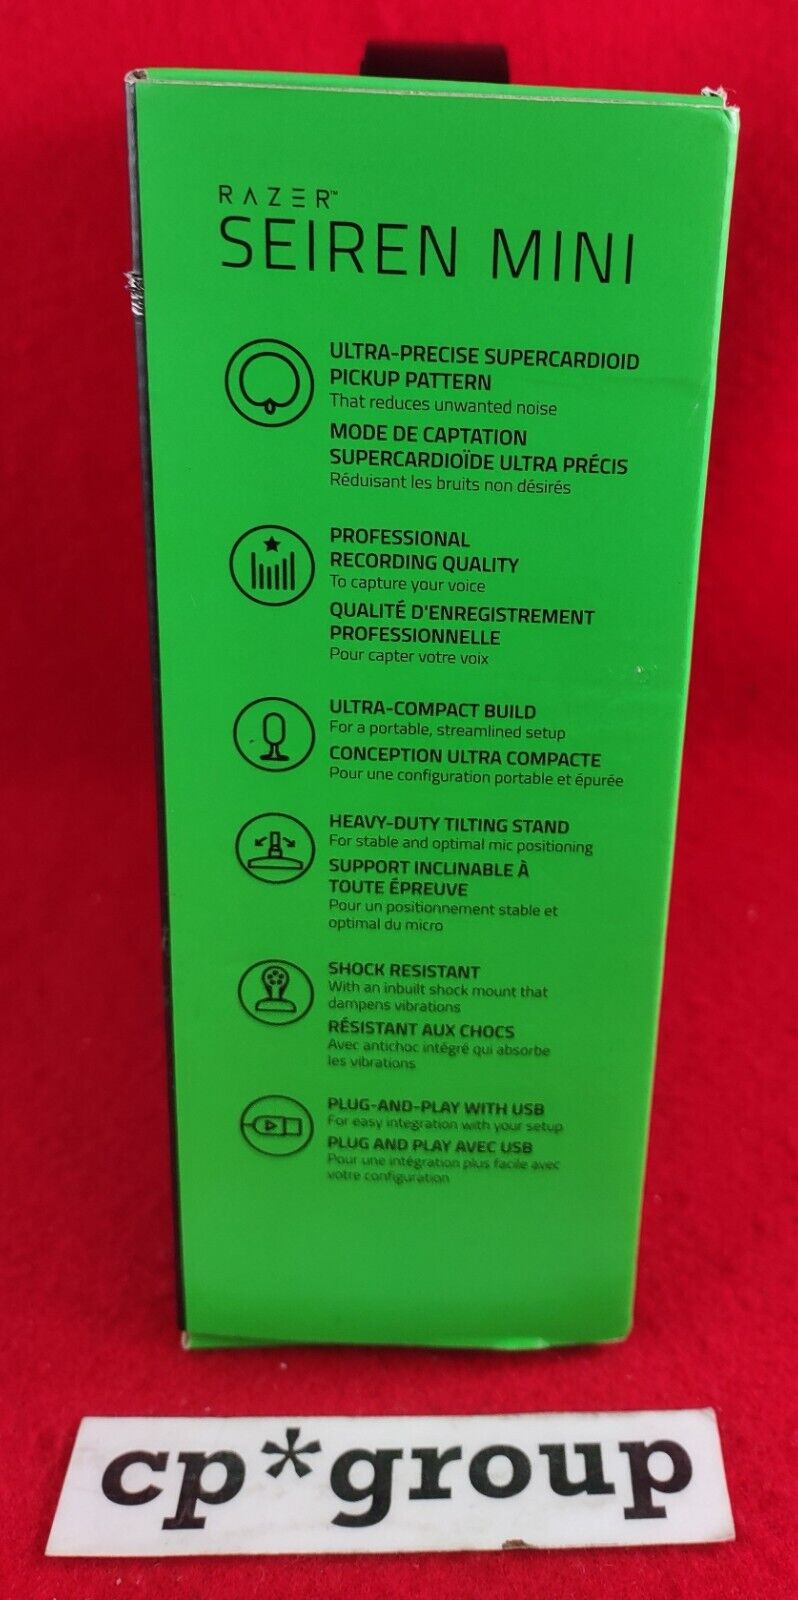 RAZER™
SEIREN MINI
ULTRA-PRECISE SUPERCARDIOID
PICKUP PATTERN
That reduces unwanted noise
MODE DE CAPTATION
SUPERCARDIOÏDE ULTRA PRÉCIS
Réduisant les bruits non désirés
PROFESSIONAL
RECORDING QUALITY
To capture your voice
QUALITÉ D'ENREGISTREMENT
PROFESSIONNELLE
Pour capter votre voix
ULTRA-COMPACT BUILD
For a portable, streamlined setup
CONCEPTION ULTRA COMPACTE
Pour une configuration portable et épurée
HEAVY-DUTY TILTING STAND
For stable and optimal mic positioning
SUPPORT INCLINABLE À
TOUTE ÉPREUVE
Pour un positionnement stable et
optimal du micro
SHOCK RESISTANT
With an inbuilt shock mount that
dampens vibrations
RÉSISTANT AUX CHOCS
Avec antichoc intégré qui absorbe
les vibrations
PLUG-AND-PLAY WITH USB
For easy integration with your setup
PLUG AND PLAY AVEC USB
Pour une intégration plus facile avec
votre configuration
cp*group